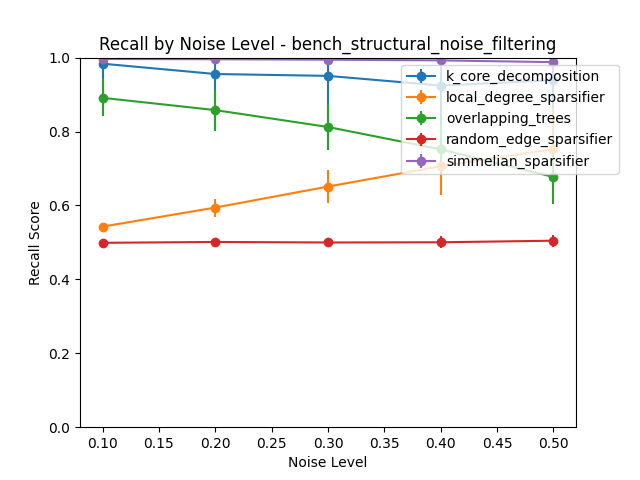 Recall by Noise Level - bench_structural_noise_filtering
k_core_decomposition
local_degree_sparsifier
overlapping_trees
random_edge_sparsifier
simmelian_sparsifier
Recall Score
1.0
0.8
0.6
0.4
0.2
0.0
0.10 0.15 0.20 0.25 0.30 0.35 0.40 0.45 0.50
Noise Level